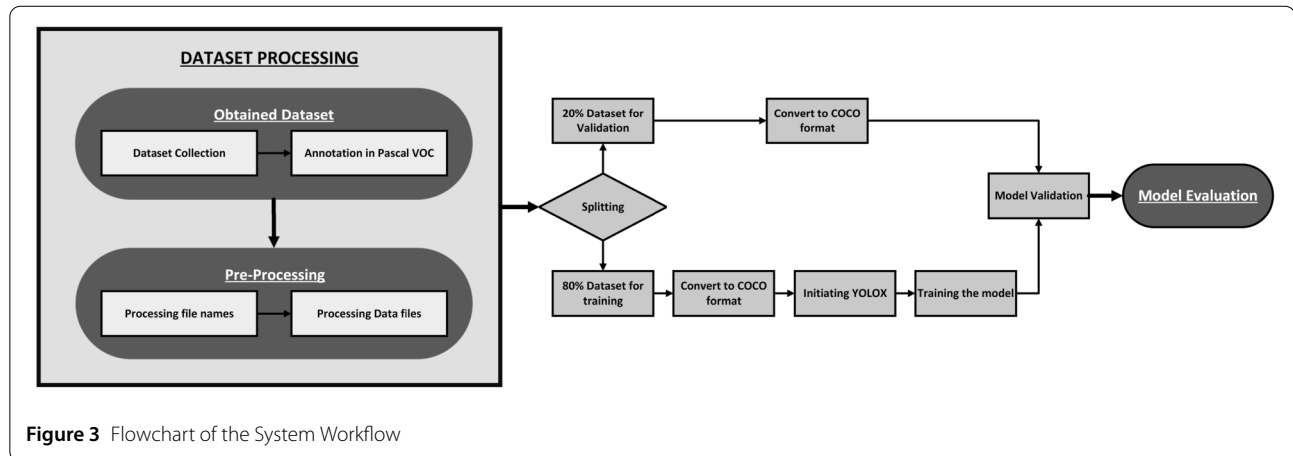 DATASET PROCESSING
Obtained Dataset
Dataset Collection
Annotation in Pascal VOC
Pre-Processing
Processing file names
Processing Data files
Splitting
20% Dataset for
Validation
Convert to COCO
format
80% Dataset for
training
Convert to COCO
format
Initiating YOLOX
Training the model
Model Validation
Model Evaluation
Figure 3 Flowchart of the System Workflow